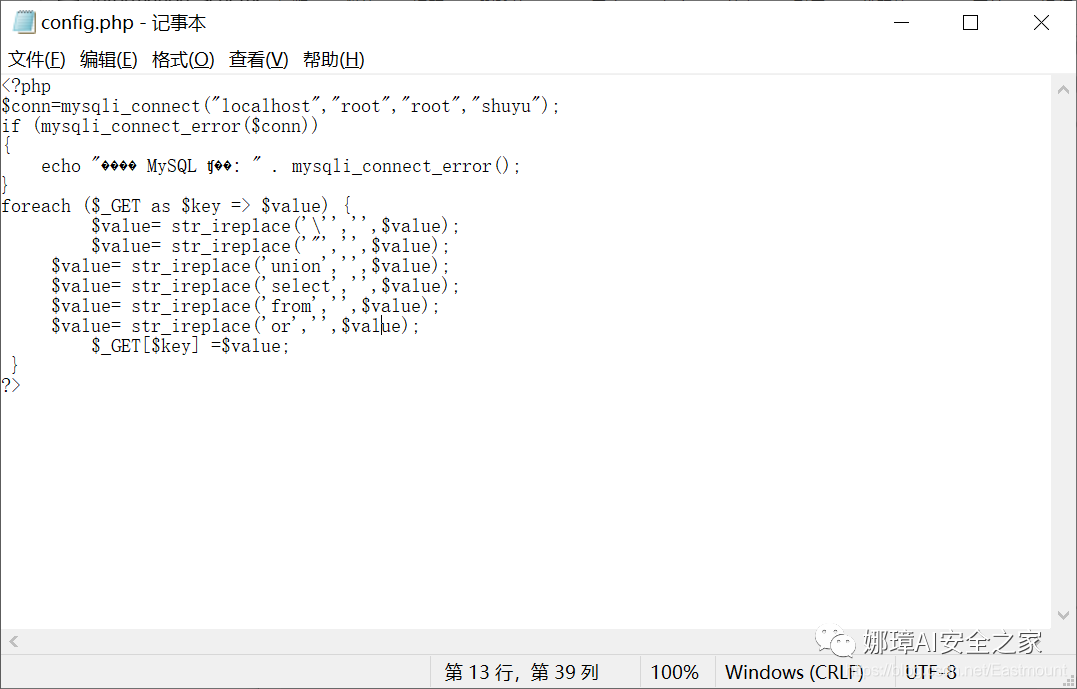 config.php - 记事本
文件(F) 编辑(E) 格式(O) 查看(V) 帮助(H)
<?php
$conn=mysqli_connect("localhost","root","root","shuyu");
if (mysqli_connect_error($conn))
{
    echo "���� MySQL ʧ��: " . mysqli_connect_error();
}
foreach ($_GET as $key => $value) {
         $value= str_ireplace('\'','',$value);
         $value= str_ireplace('"','',$value);
     $value= str_ireplace('union','',$value);
     $value= str_ireplace('select','',$value);
     $value= str_ireplace('from','',$value);
     $value= str_ireplace('or','',$value);
         $_GET[$key] =$value;
 }
?>
娜璋AI安全之家
第 13 行，第 39 列 100% Windows (CRLF) UTF-8
https://blog.csdn.net/Eastmount